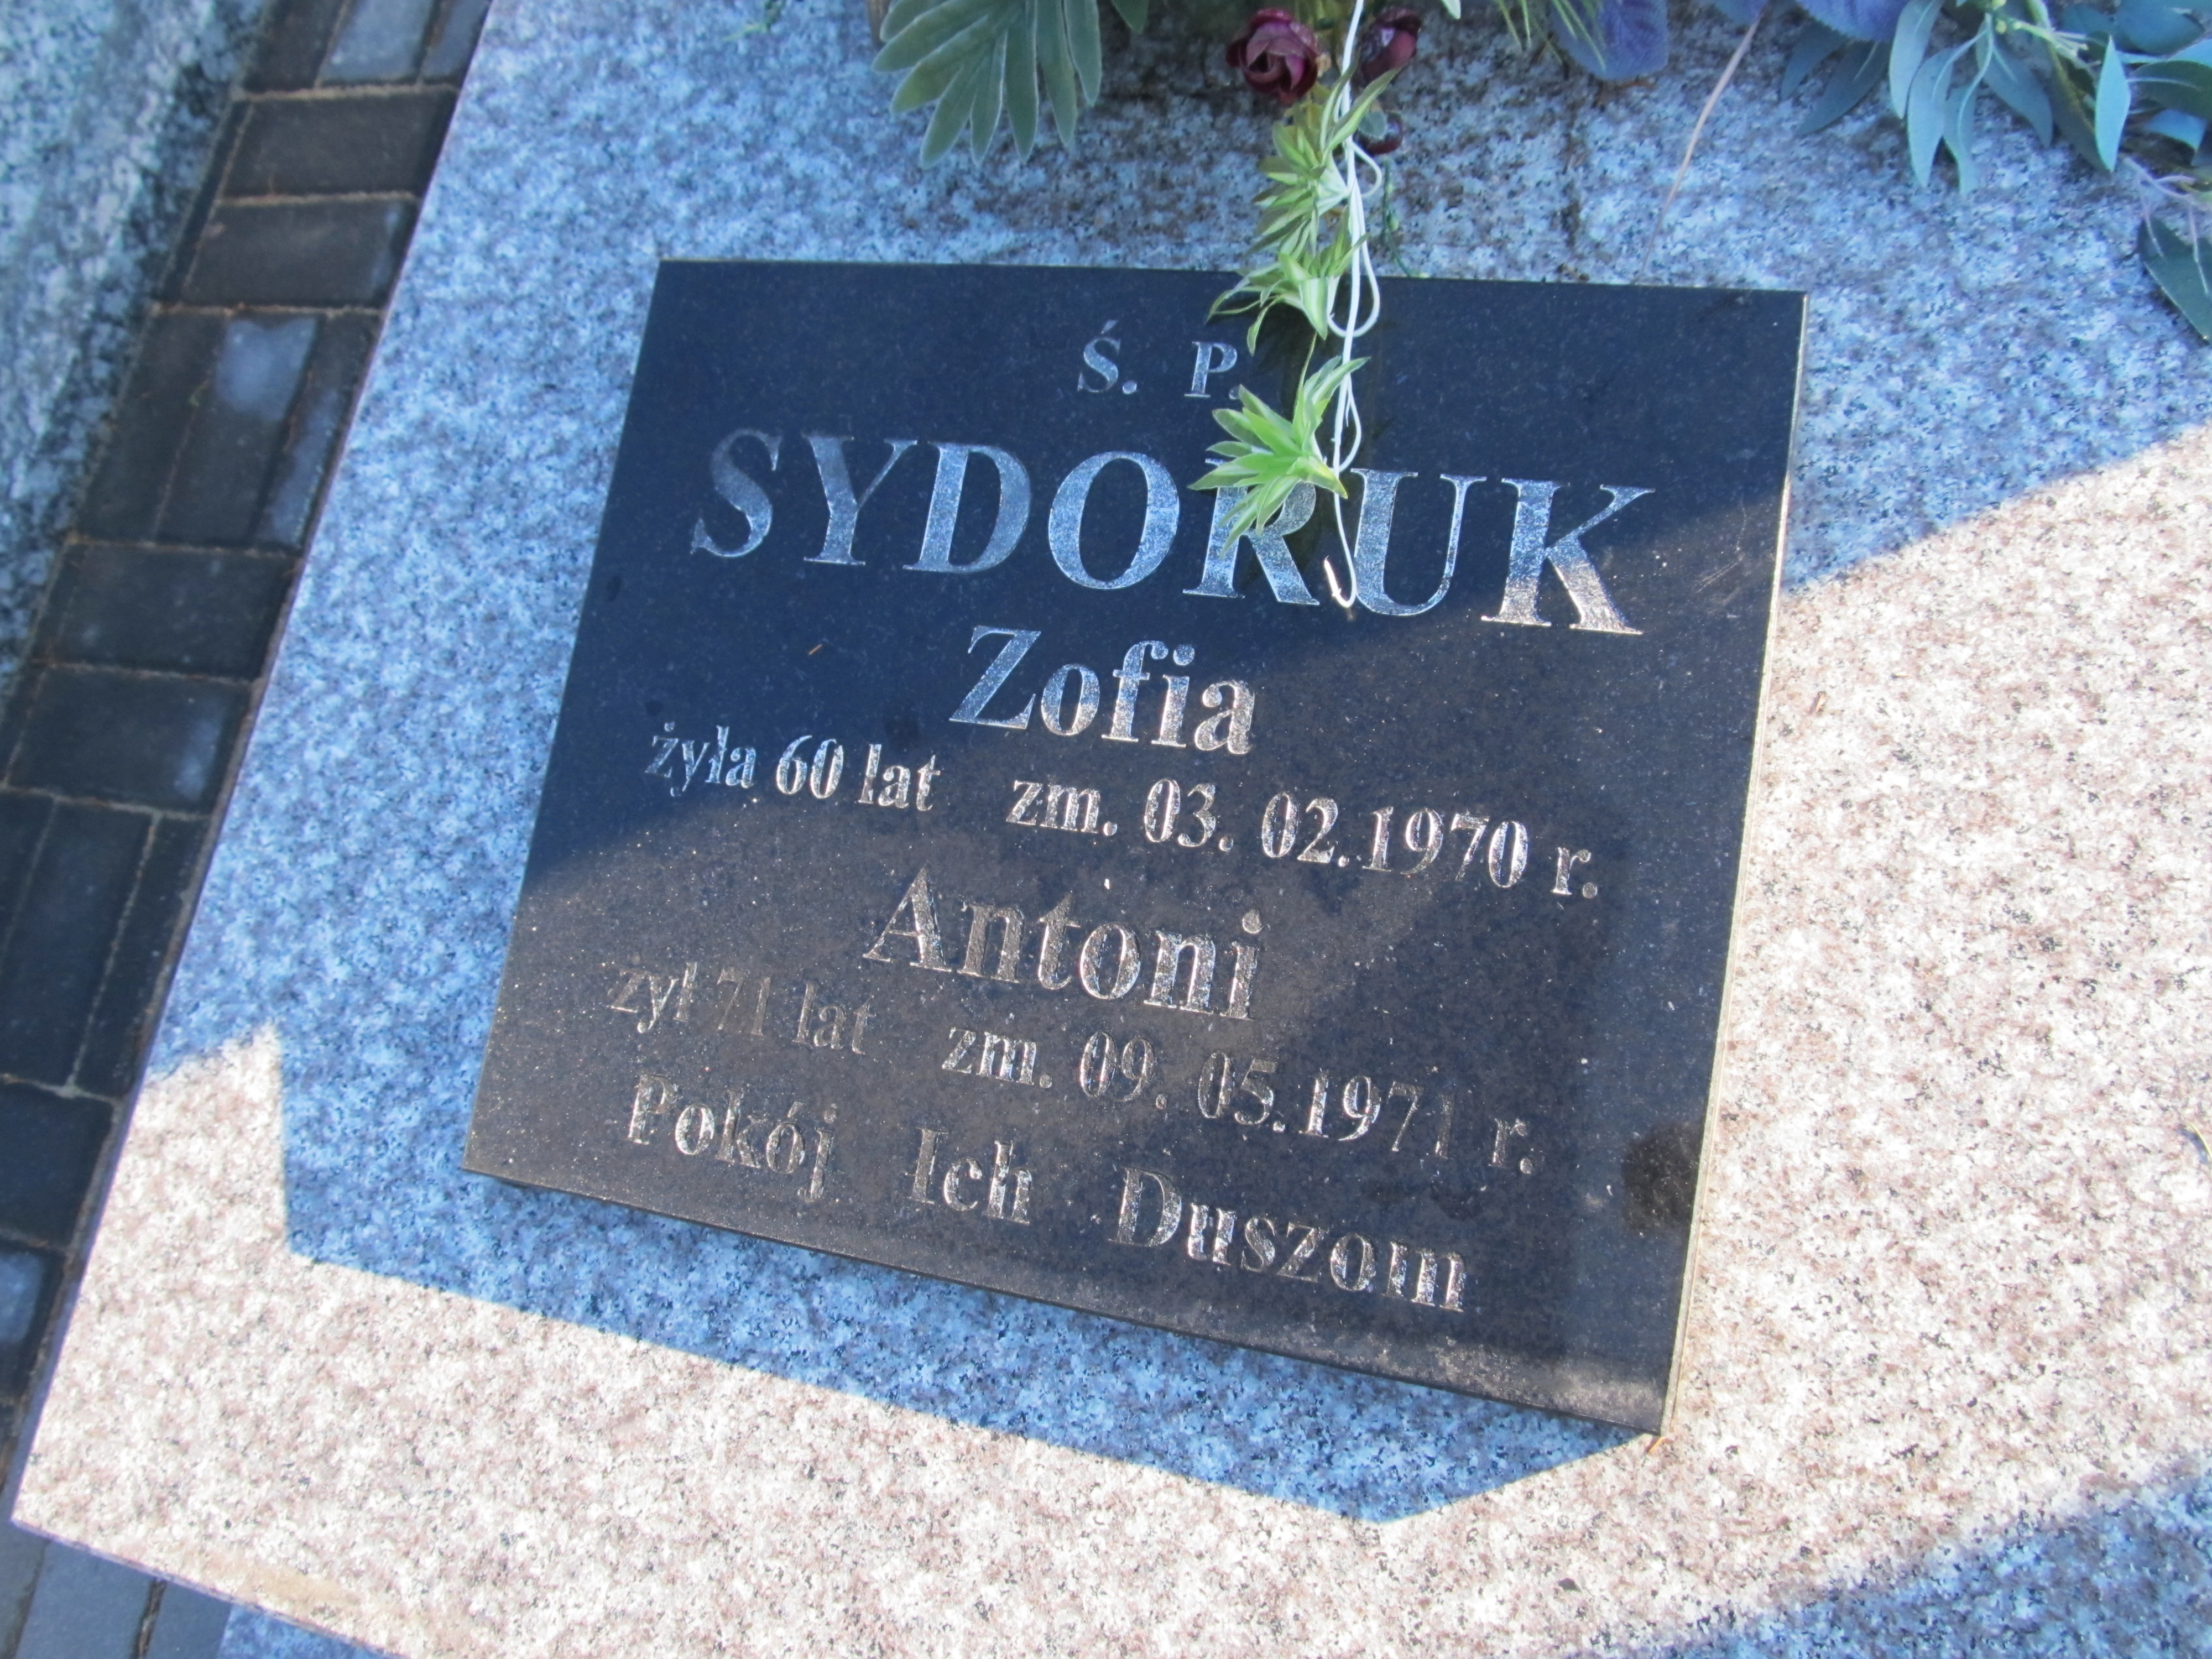 Ś. P.
SYDORUK
Zofia
żyła 60 lat zm. 03. 02.1970 r.
Antoni
żył 71 lat zm. 09. 05.1971 r.
Pokój Ich Duszom